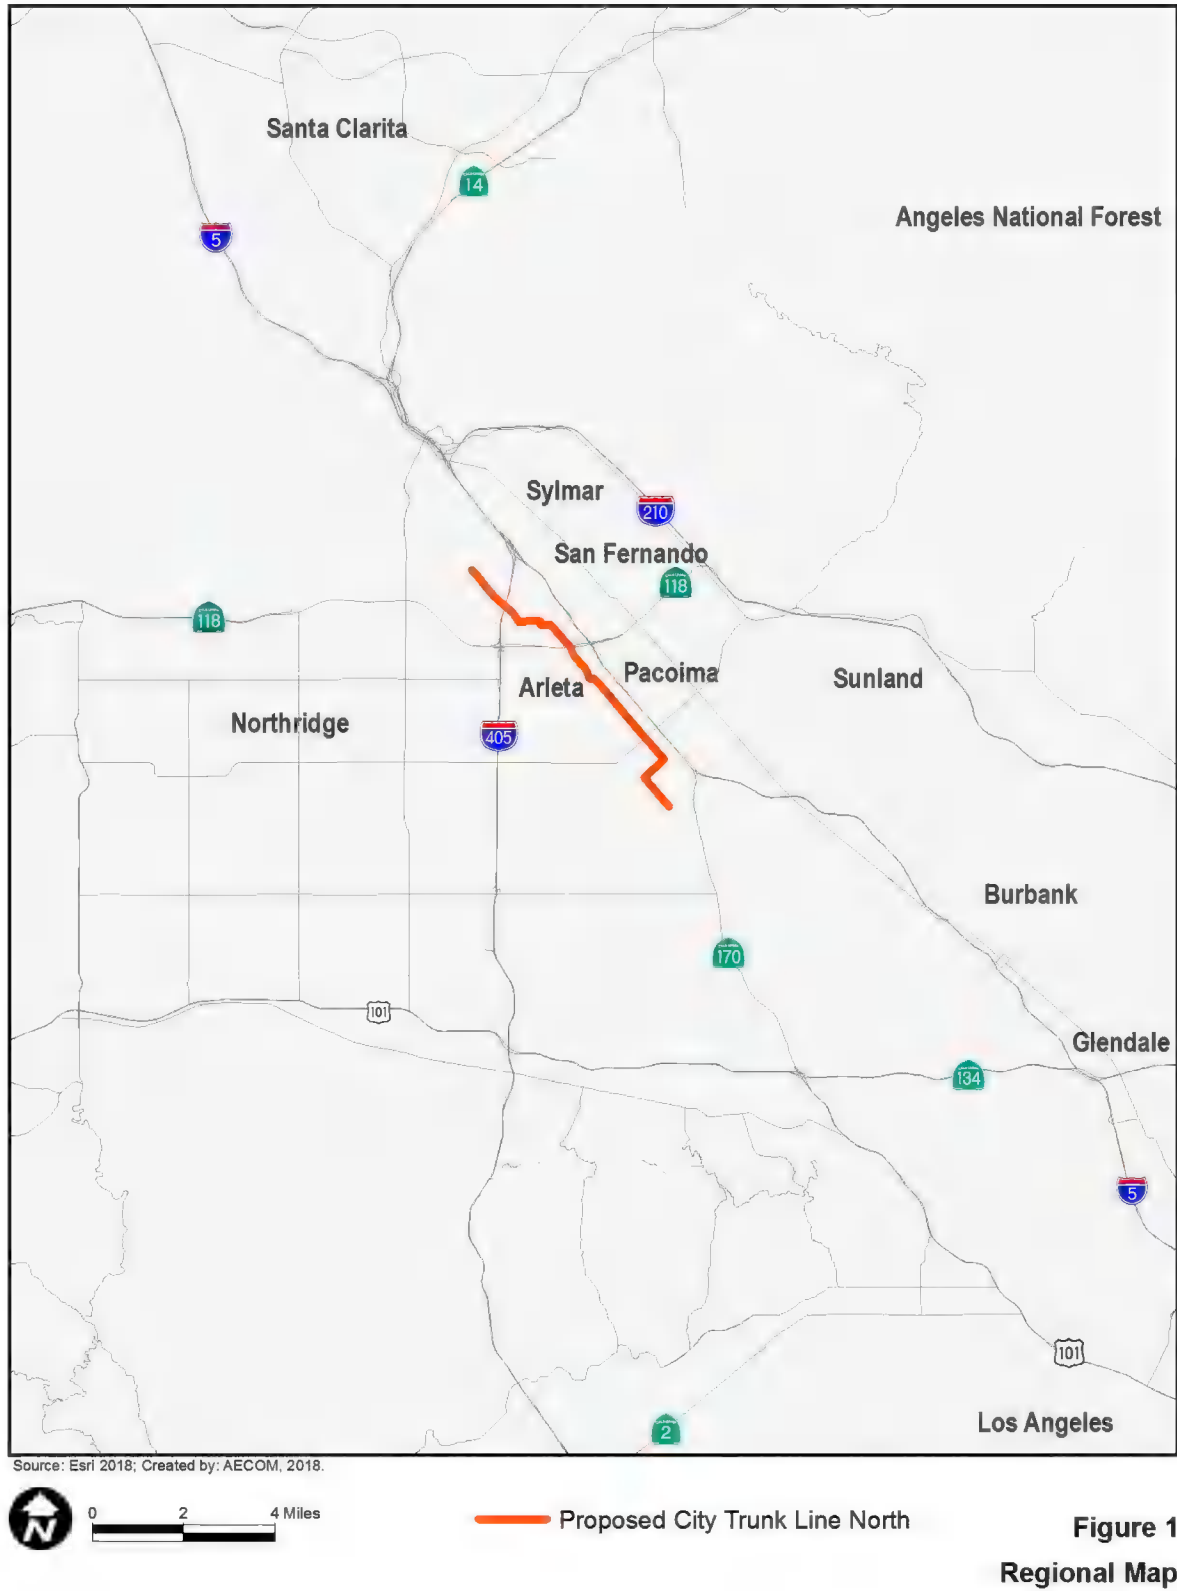 Santa Clarita
14
Angeles National Forest
5
Sylmar
210
San Fernando
118
118
Pacoima
Sunland
Arleta
Northridge
405
Burbank
170
101
Glendale
134
5
101
Los Angeles
2
Source: Esri 2018; Created by: AECOM, 2018.
N
0 2 4 Miles
Proposed City Trunk Line North
Figure 1
Regional Map